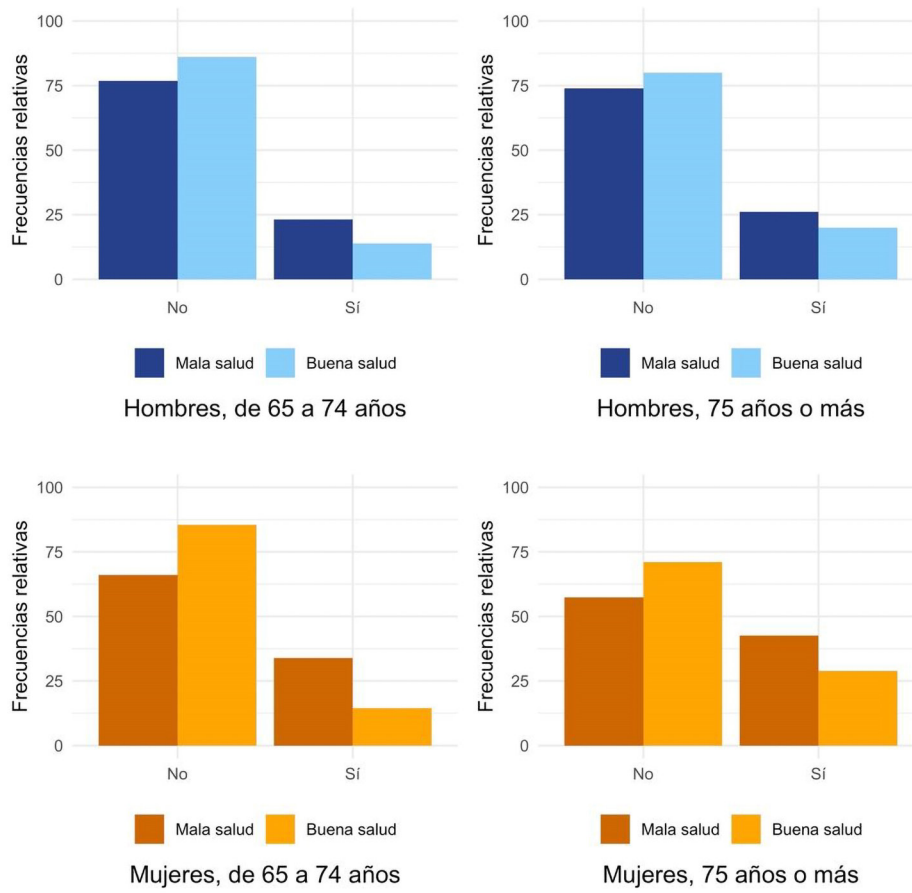 Frecuencias relativas
100
75
50
25
0
No Sí
Mala salud Buena salud
Hombres, de 65 a 74 años
Frecuencias relativas
100
75
50
25
0
No Sí
Mala salud Buena salud
Hombres, 75 años o más
Frecuencias relativas
100
75
50
25
0
No Sí
Mala salud Buena salud
Mujeres, de 65 a 74 años
Frecuencias relativas
100
75
50
25
0
No Sí
Mala salud Buena salud
Mujeres, 75 años o más